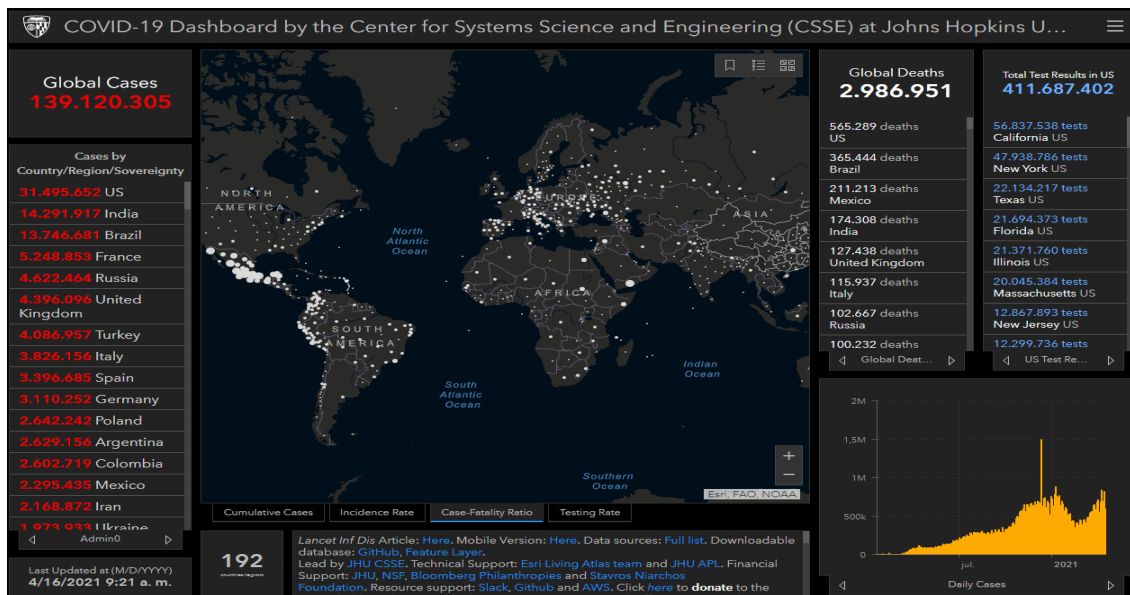 COVID-19 Dashboard by the Center for Systems Science and Engineering (CSSE) at Johns Hopkins U...
Global Cases
139.120.305
Cases by
Country/Region/Sovereignty
31.495.652 US
14.291.917 India
13.746.681 Brazil
5.248.853 France
4.622.464 Russia
4.396.096 United
Kingdom
4.086.957 Turkey
3.826.156 Italy
3.396.685 Spain
3.110.252 Germany
2.642.242 Poland
2.629.156 Argentina
2.602.719 Colombia
2.295.435 Mexico
2.168.872 Iran
1.973.933 Ukraine
Admin0
Last Updated at (M/D/YYYY)
4/16/2021 9:21 a. m.
NORTH
AMERICA
North
Atlantic
Ocean
EUROPE
ASIA
AFRICA
SOUTH
AMERICA
South
Atlantic
Ocean
Indian
Ocean
Southern
Ocean
+
−
Esri, FAO, NOAA
Cumulative Cases
Incidence Rate
Case-Fatality Ratio
Testing Rate
192
countries/regions
Lancet Inf Dis Article: Here. Mobile Version: Here. Data sources: Full list. Downloadable
database: GitHub, Feature Layer.
Lead by JHU CSSE. Technical Support: Esri Living Atlas team and JHU APL. Financial
Support: JHU, NSF, Bloomberg Philanthropies and Stavros Niarchos
Foundation. Resource support: Slack, Github and AWS. Click here to donate to the
Global Deaths
2.986.951
565.289 deaths
US
365.444 deaths
Brazil
211.213 deaths
Mexico
174.308 deaths
India
127.438 deaths
United Kingdom
115.937 deaths
Italy
102.667 deaths
Russia
100.232 deaths
Global Deat...
Total Test Results in US
411.687.402
56.837.538 tests
California US
47.938.786 tests
New York US
22.134.217 tests
Texas US
21.694.373 tests
Florida US
21.371.760 tests
Illinois US
20.045.384 tests
Massachusetts US
12.867.893 tests
New Jersey US
12.299.736 tests
US Test Re...
2M
1,5M
1M
500k
0
jul.
2021
Daily Cases